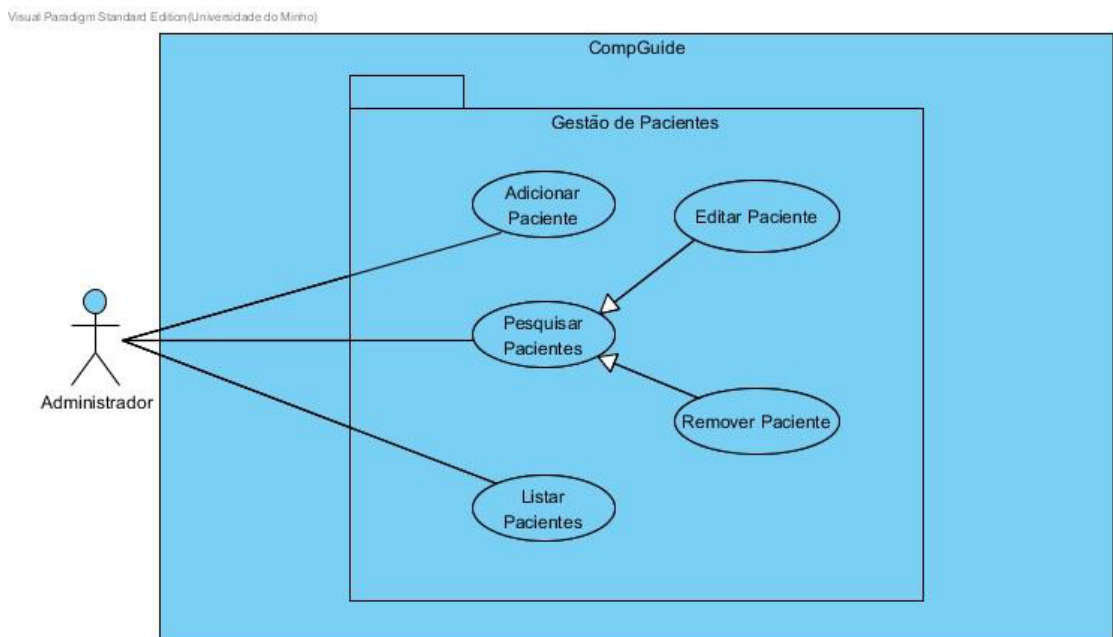 Visual Paradigm Standard Edition(Universidade do Minho)
CompGuide
Gestão de Pacientes
Adicionar
Paciente
Editar Paciente
Pesquisar
Pacientes
Administrador
Remover Paciente
Listar
Pacientes